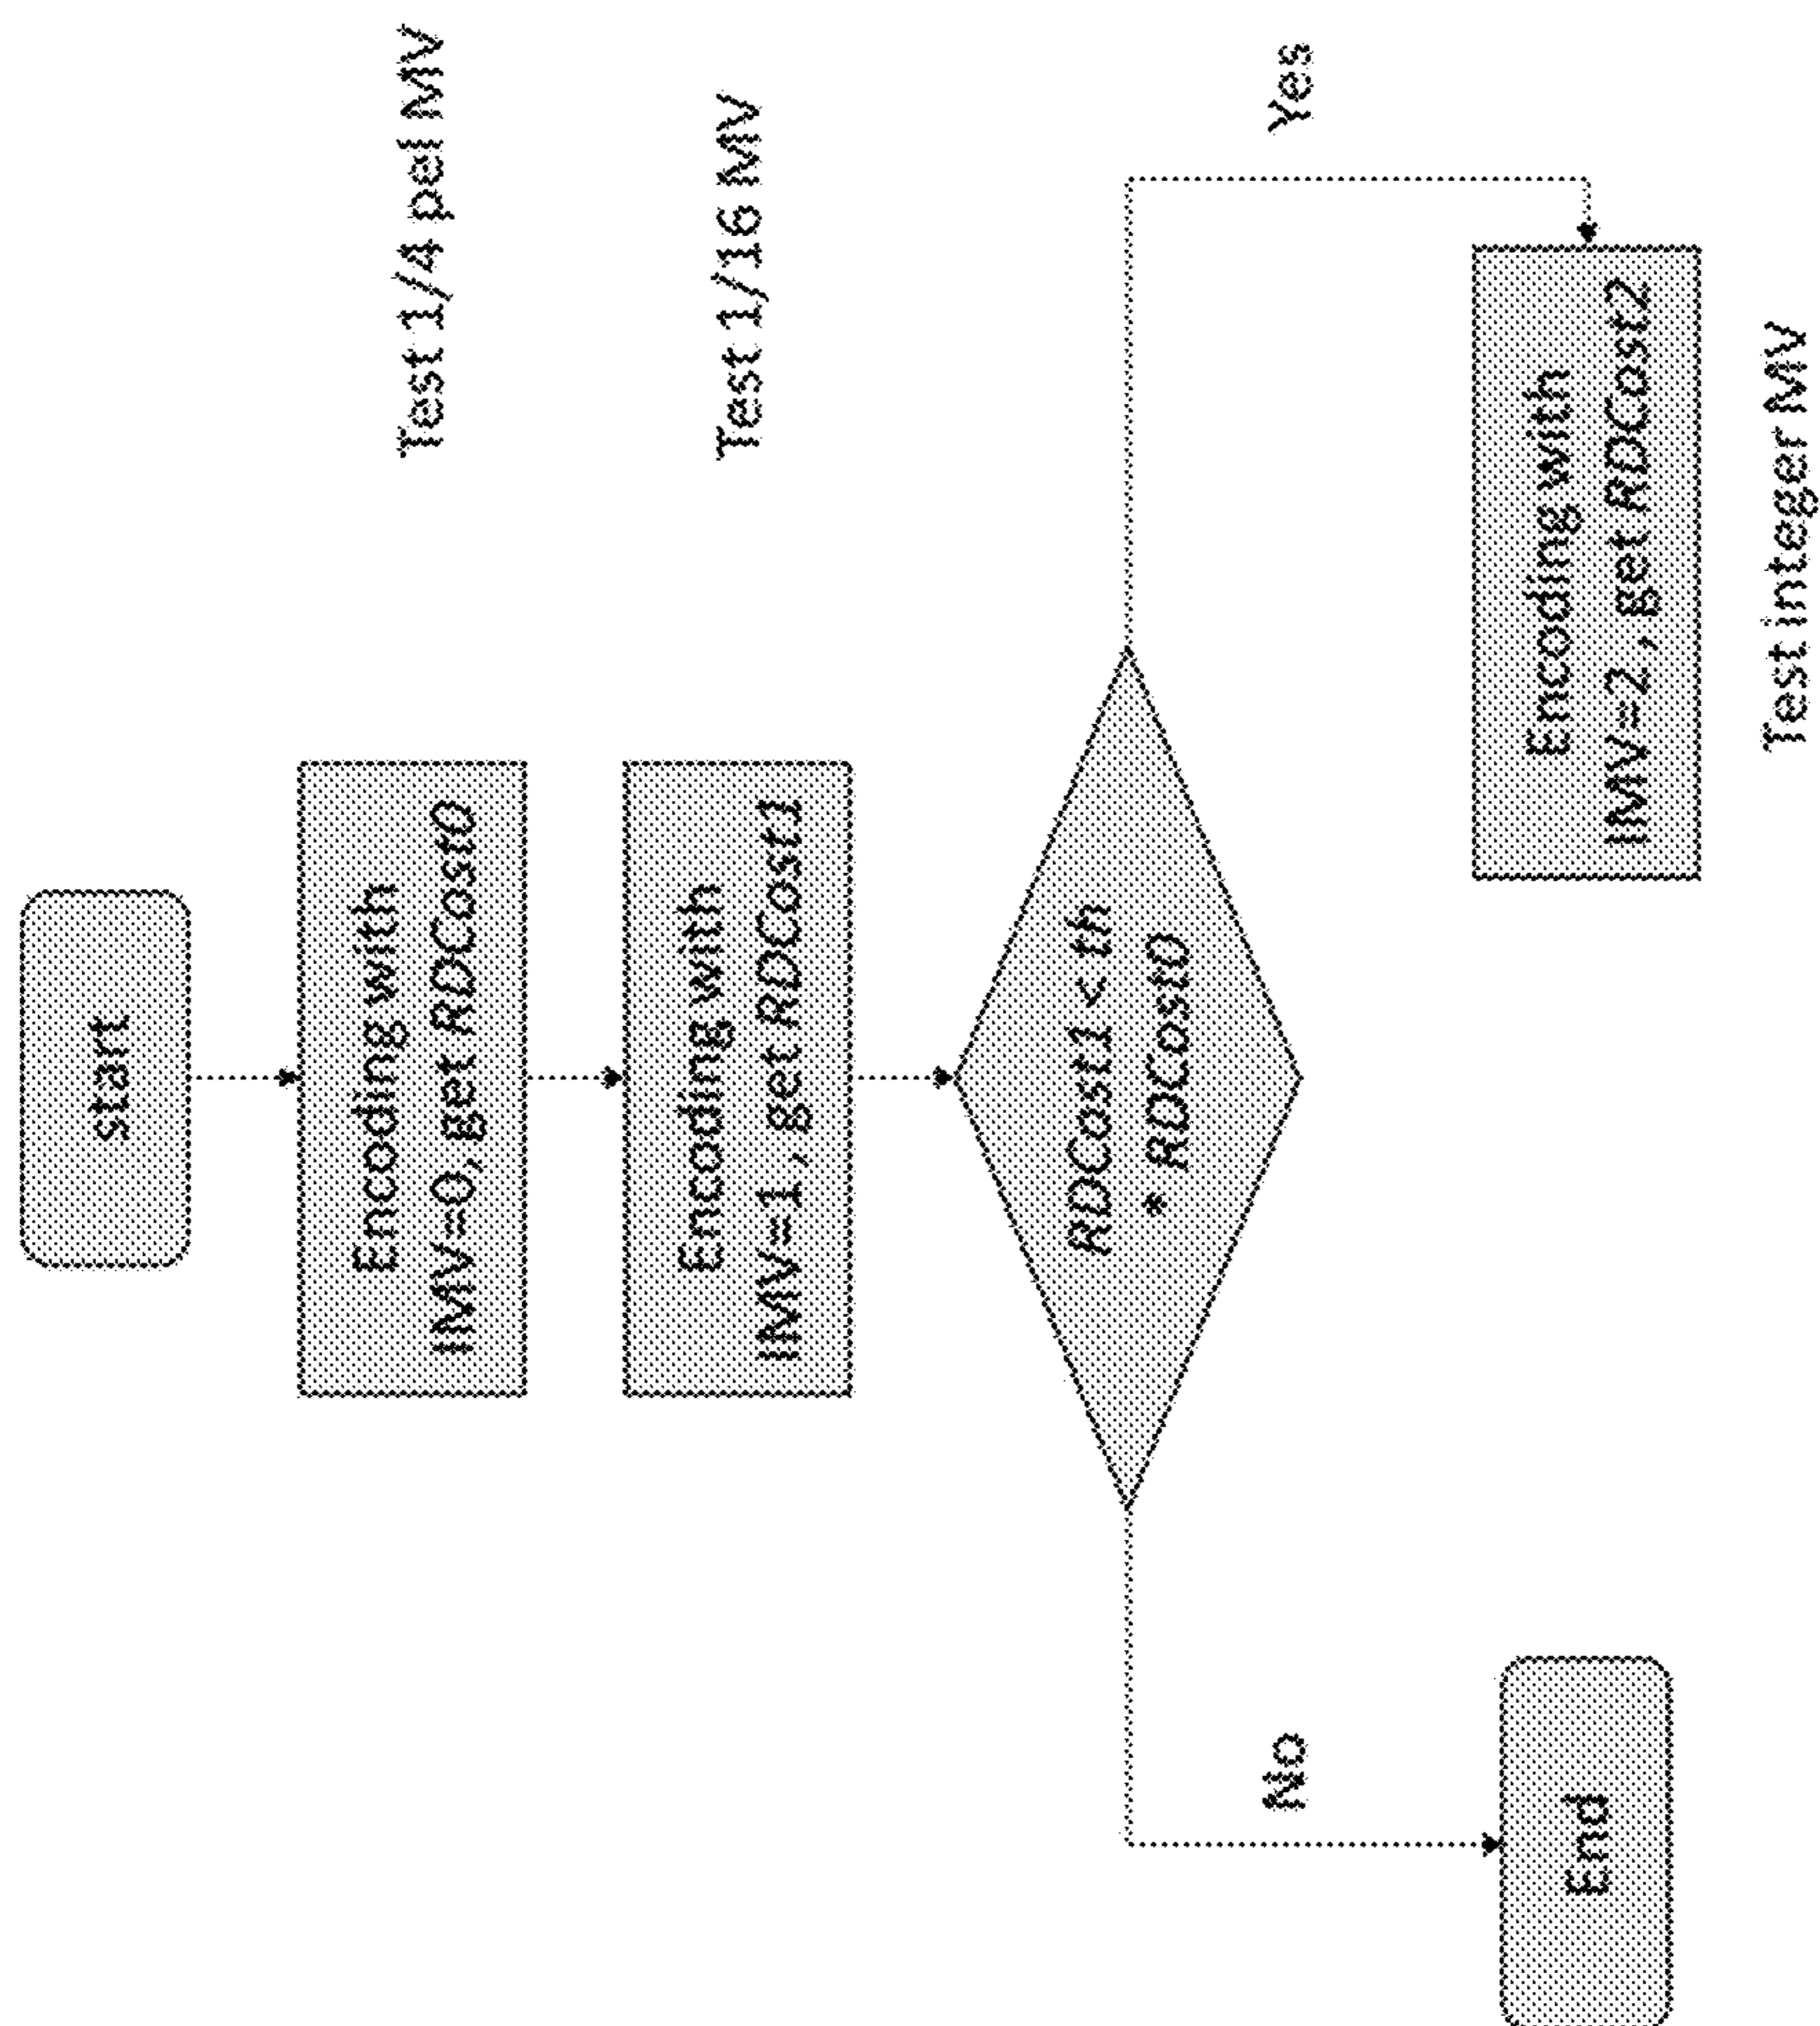 start
Encoding with
IMV=0, get RDCost0
Test 1/4 pel MV
Encoding with
IMV=1 , get RDCost1
Test 1/16 MV
RDCost1 < th
* RDCost0
No
Yes
End
Encoding with
IMV=2 , get RDCost2
Test integer MV